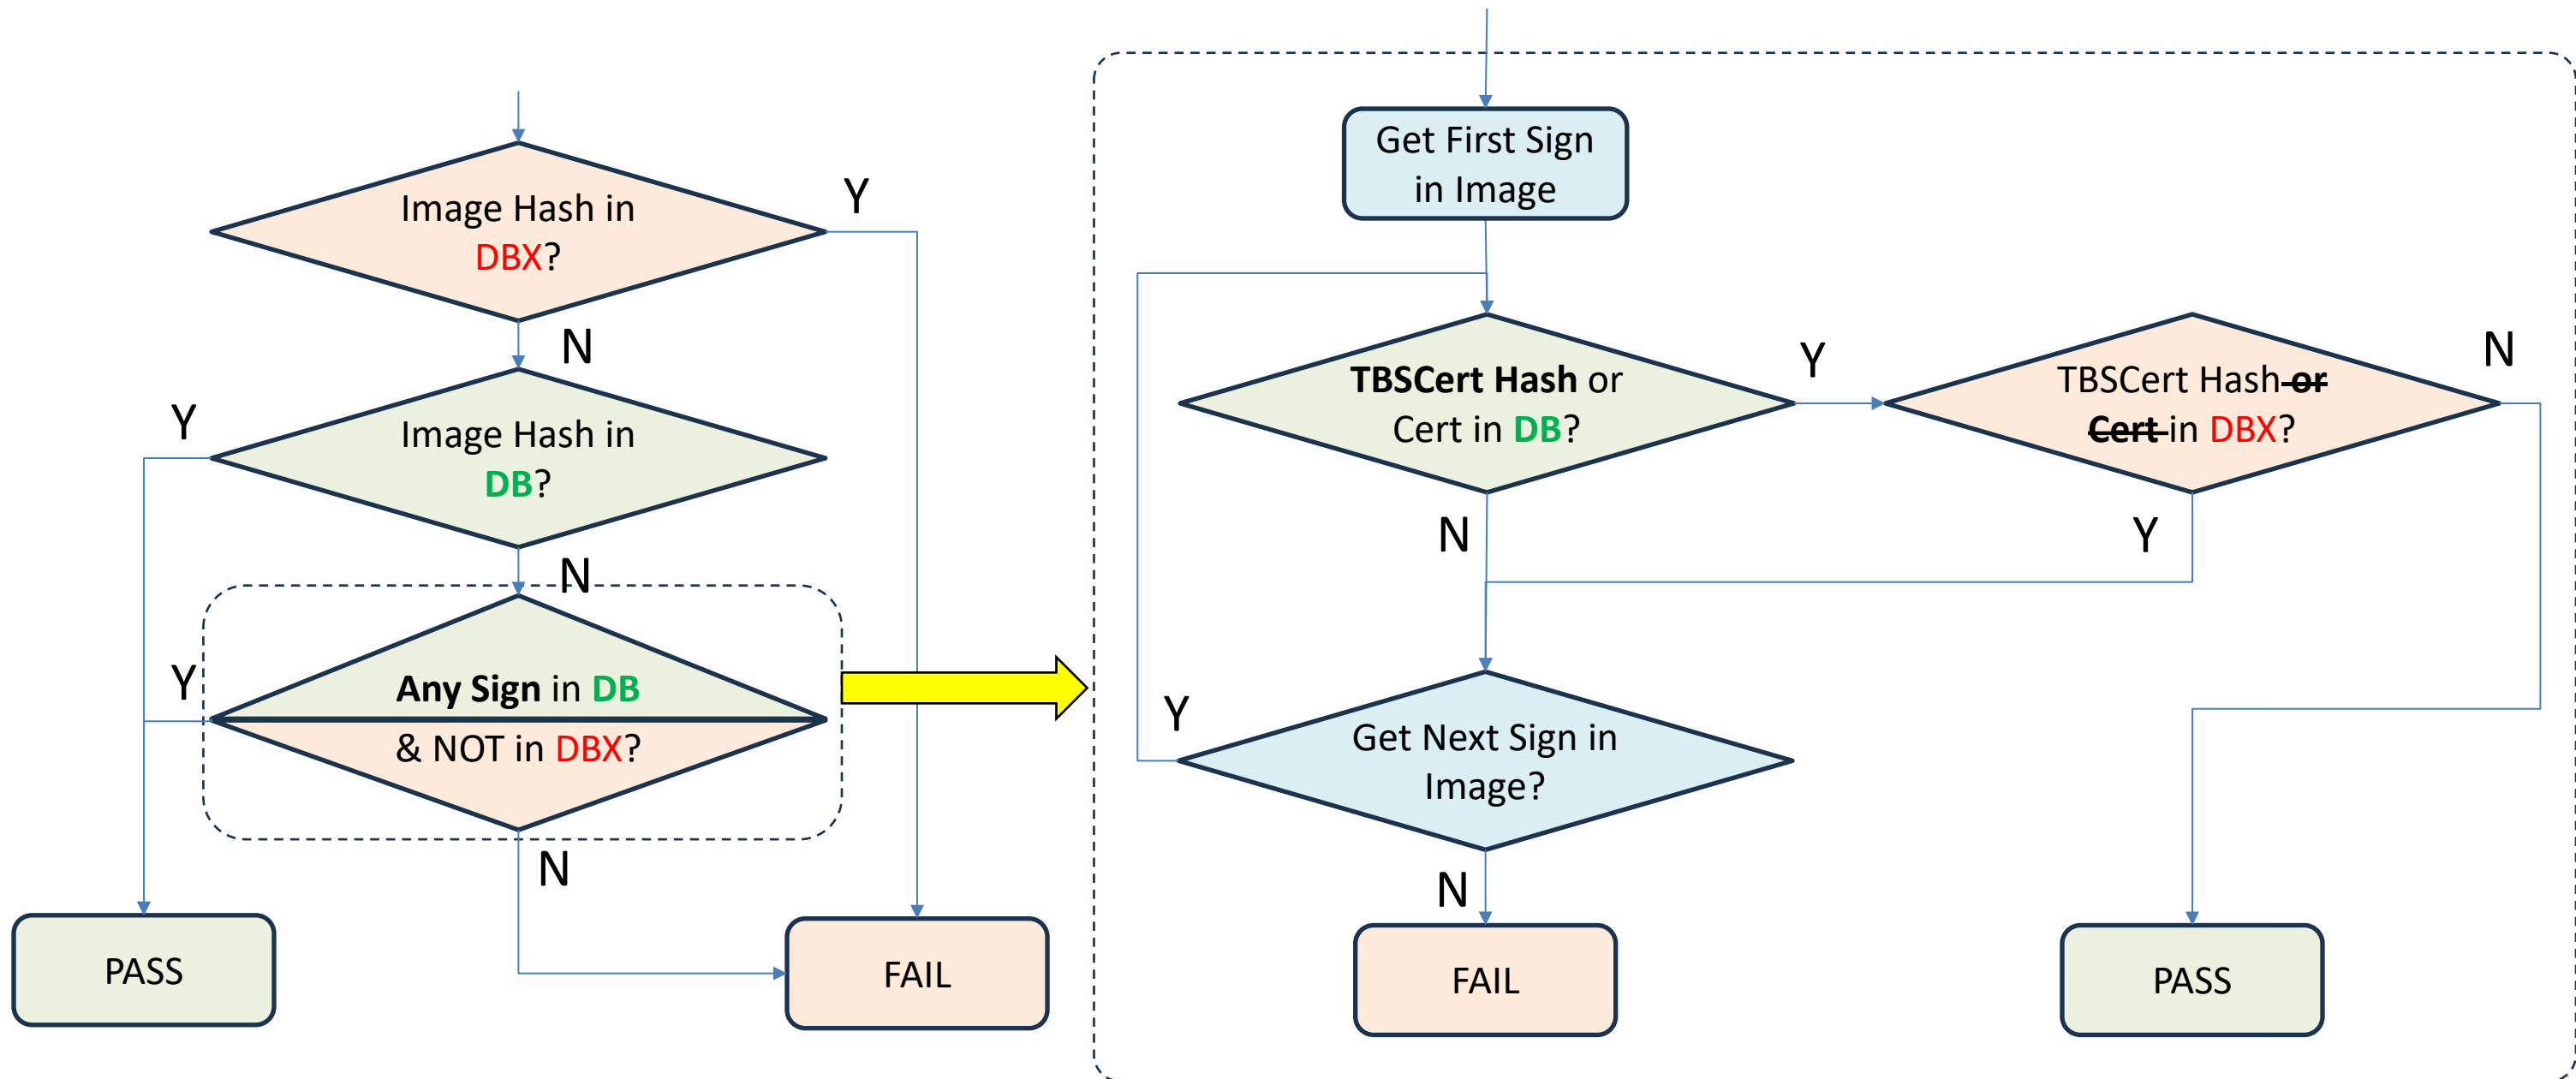 Image Hash in
DBX?
Y
N
Image Hash in
DB?
Y
N
Any Sign in DB
& NOT in DBX?
Y
N
PASS
FAIL
Get First Sign
in Image
TBSCert Hash or
Cert in DB?
Y
N
TBSCert Hash or
Cert in DBX?
N
Y
Get Next Sign in
Image?
Y
N
FAIL
PASS